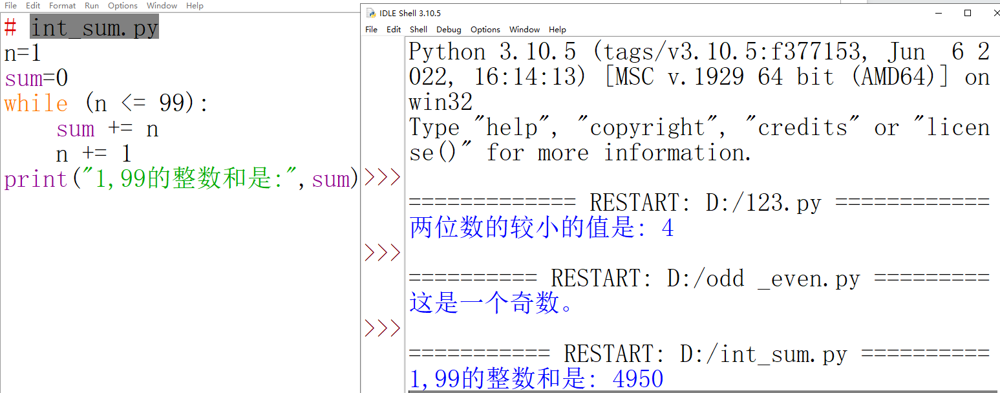 File Edit Format Run Options Window Help
# int_sum.py
n=1
sum=0
while (n <= 99):
    sum += n
    n += 1
print("1,99的整数和是:",sum)
IDLE Shell 3.10.5
File Edit Shell Debug Options Window Help
Python 3.10.5 (tags/v3.10.5:f377153, Jun  6 2
022, 16:14:13) [MSC v.1929 64 bit (AMD64)] on
win32
Type "help", "copyright", "credits" or "licen
se()" for more information.
>>>
============= RESTART: D:/123.py ============
两位数的较小的值是: 4
>>>
========== RESTART: D:/odd _even.py =========
这是一个奇数。
>>>
=========== RESTART: D:/int_sum.py ==========
1,99的整数和是: 4950